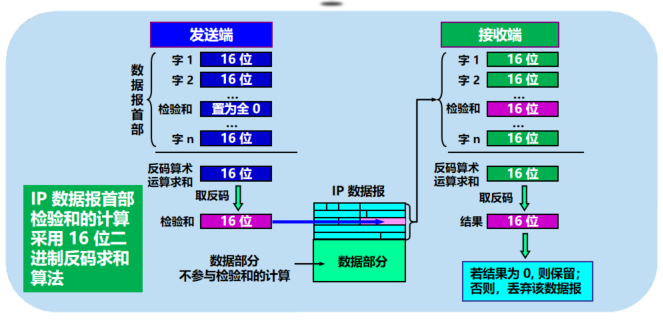 发送端
数据报首部
字 1
16 位
字 2
16 位
…
检验和
置为全 0
…
字 n
16 位
反码算术
运算求和
16 位
取反码
检验和
16 位
IP 数据报首部
检验和的计算
采用 16 位二
进制反码求和
算法
IP 数据报
数据部分
数据部分
不参与检验和的计算
接收端
字 1
16 位
字 2
16 位
…
检验和
16 位
…
字 n
16 位
反码算术
运算求和
16 位
取反码
结果
16 位
若结果为 0, 则保留；
否则，丢弃该数据报